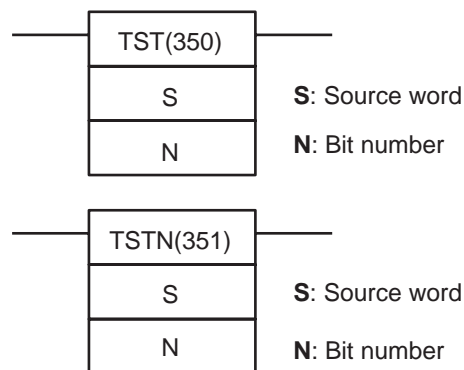 TST(350)
S
S: Source word
N
N: Bit number
TSTN(351)
S
S: Source word
N
N: Bit number